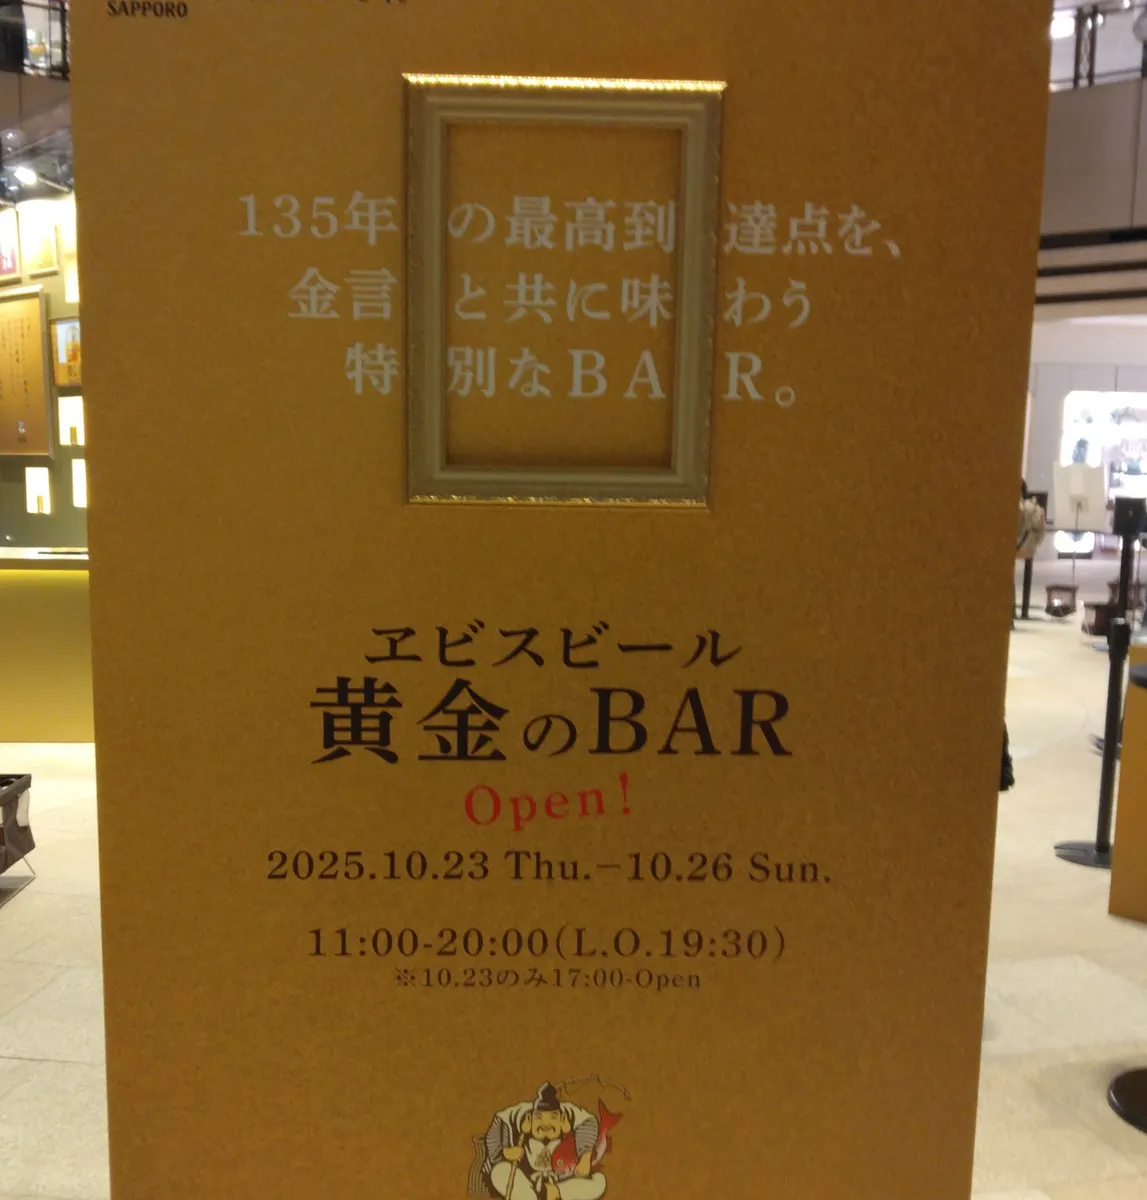 SAPPORO
135年の最高到達点を、
金言と共に味わう
特別なBAR。
ヱビスビール
黄金のBAR
Open!
2025.10.23 Thu.−10.26 Sun.
11:00-20:00(L.O.19:30)
※10.23のみ17:00-Open